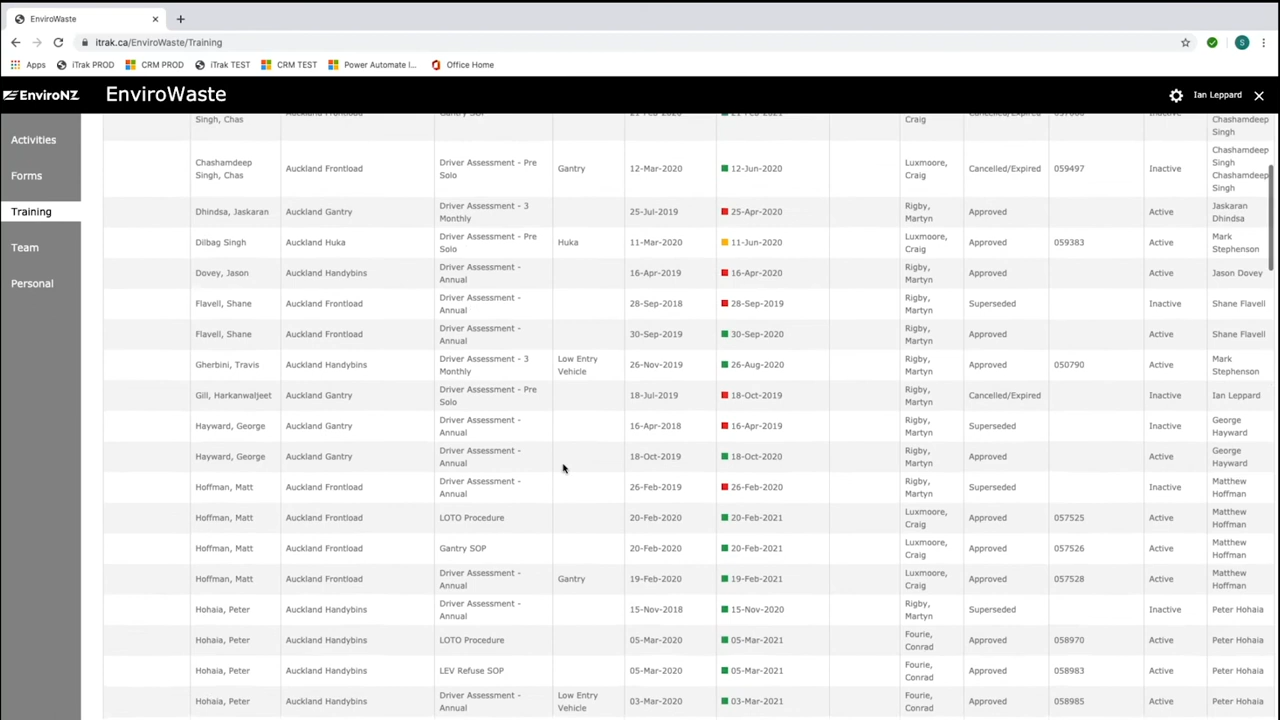 EnviroWaste
itrak.ca/EnviroWaste/Training
S
Apps iTrak PROD CRM PROD iTrak TEST CRM TEST Power Automate I... Office Home
EnviroNZ EnviroWaste Ian Leppard
Activities
Forms
Training
Team
Personal
Singh, Chas Auckland Frontload Craig Cancelled/Expired Inactive Chashamdeep
Singh
Chashamdeep Singh, Chas Auckland Frontload Driver Assessment - Pre Solo Gantry 12-Mar-2020 12-Jun-2020 Luxmoore, Craig Cancelled/Expired 059497 Inactive Chashamdeep Singh Chashamdeep Singh
Dhindsa, Jaskaran Auckland Gantry Driver Assessment - 3 Monthly 25-Jul-2019 25-Apr-2020 Rigby, Martyn Approved Active Jaskaran Dhindsa
Dilbag Singh Auckland Huka Driver Assessment - Pre Solo Huka 11-Mar-2020 11-Jun-2020 Luxmoore, Craig Approved 059383 Active Mark Stephenson
Dovey, Jason Auckland Handybins Driver Assessment - Annual 16-Apr-2019 16-Apr-2020 Rigby, Martyn Approved Active Jason Dovey
Flavell, Shane Auckland Frontload Driver Assessment - Annual 28-Sep-2018 28-Sep-2019 Rigby, Martyn Superseded Inactive Shane Flavell
Flavell, Shane Auckland Frontload Driver Assessment - Annual 30-Sep-2019 30-Sep-2020 Rigby, Martyn Approved Active Shane Flavell
Gherbini, Travis Auckland Handybins Driver Assessment - 3 Monthly Low Entry Vehicle 26-Nov-2019 26-Aug-2020 Rigby, Martyn Approved 050790 Active Mark Stephenson
Gill, Harkanwaljeet Auckland Gantry Driver Assessment - Pre Solo 18-Jul-2019 18-Oct-2019 Rigby, Martyn Cancelled/Expired Inactive Ian Leppard
Hayward, George Auckland Gantry Driver Assessment - Annual 16-Apr-2018 16-Apr-2019 Rigby, Martyn Superseded Inactive George Hayward
Hayward, George Auckland Gantry Driver Assessment - Annual 18-Oct-2019 18-Oct-2020 Rigby, Martyn Approved Active George Hayward
Hoffman, Matt Auckland Frontload Driver Assessment - Annual 26-Feb-2019 26-Feb-2020 Rigby, Martyn Superseded Inactive Matthew Hoffman
Hoffman, Matt Auckland Frontload LOTO Procedure 20-Feb-2020 20-Feb-2021 Luxmoore, Craig Approved 057525 Active Matthew Hoffman
Hoffman, Matt Auckland Frontload Gantry SOP 20-Feb-2020 20-Feb-2021 Luxmoore, Craig Approved 057526 Active Matthew Hoffman
Hoffman, Matt Auckland Frontload Driver Assessment - Annual Gantry 19-Feb-2020 19-Feb-2021 Luxmoore, Craig Approved 057528 Active Matthew Hoffman
Hohaia, Peter Auckland Handybins Driver Assessment - Annual 15-Nov-2018 15-Nov-2020 Rigby, Martyn Superseded Inactive Peter Hohaia
Hohaia, Peter Auckland Handybins LOTO Procedure 05-Mar-2020 05-Mar-2021 Fourie, Conrad Approved 058970 Active Peter Hohaia
Hohaia, Peter Auckland Handybins LEV Refuse SOP 05-Mar-2020 05-Mar-2021 Fourie, Conrad Approved 058983 Active Peter Hohaia
Hohaia, Peter Auckland Handybins Driver Assessment - Annual Low Entry Vehicle 03-Mar-2020 03-Mar-2021 Fourie, Conrad Approved 058985 Active Peter Hohaia